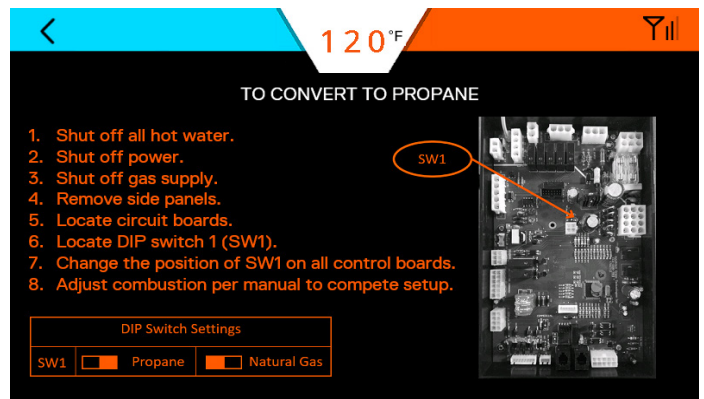 120°F
TO CONVERT TO PROPANE
1. Shut off all hot water.
2. Shut off power.
3. Shut off gas supply.
4. Remove side panels.
5. Locate circuit boards.
6. Locate DIP switch 1 (SW1).
7. Change the position of SW1 on all control boards.
8. Adjust combustion per manual to compete setup.
SW1
DIP Switch Settings
SW1 Propane Natural Gas